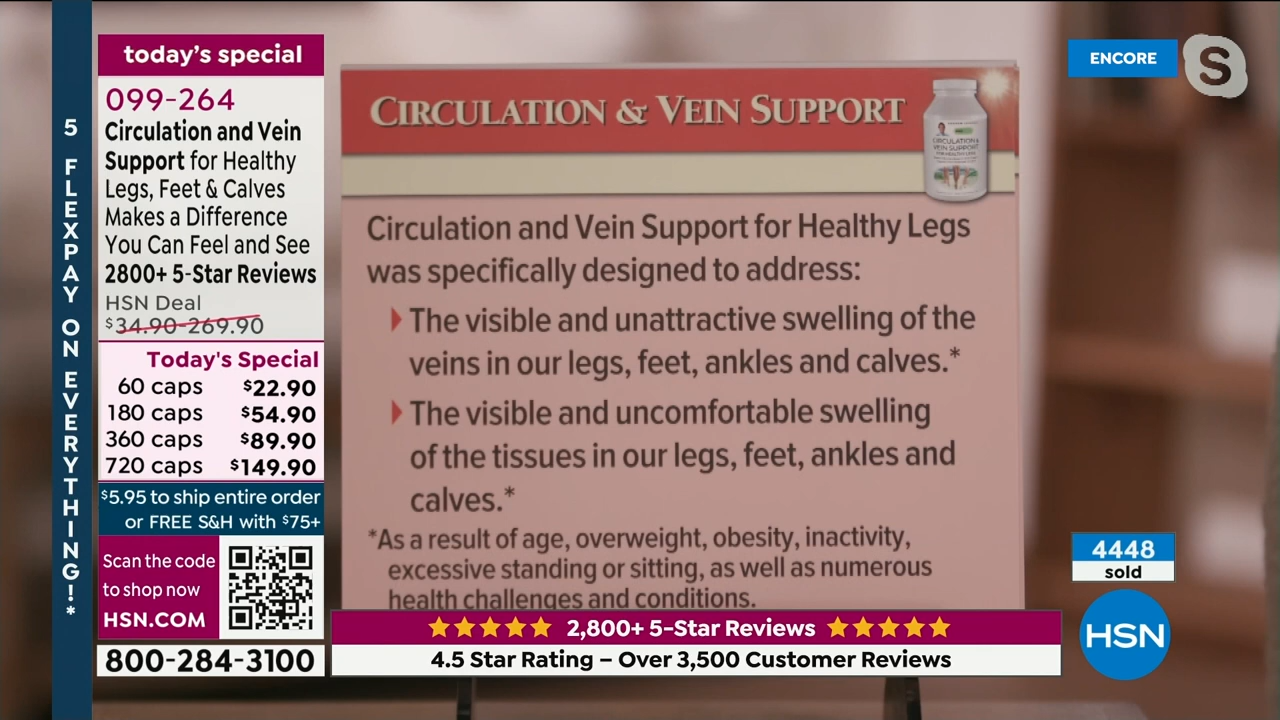 5 FLEXPAY ON EVERYTHING!*
today's special
099-264
Circulation and Vein
Support for Healthy
Legs, Feet & Calves
Makes a Difference
You Can Feel and See
2800+ 5-Star Reviews
HSN Deal
$34.90-269.90
Today's Special
60 caps $22.90
180 caps $54.90
360 caps $89.90
720 caps $149.90
$5.95 to ship entire order
or FREE S&H with $75+
Scan the code
to shop now
HSN.COM
800-284-3100
CIRCULATION & VEIN SUPPORT
CIRCULATION &
VEIN SUPPORT
Circulation and Vein Support for Healthy Legs
was specifically designed to address:
The visible and unattractive swelling of the
veins in our legs, feet, ankles and calves.*
The visible and uncomfortable swelling
of the tissues in our legs, feet, ankles and
calves.*
*As a result of age, overweight, obesity, inactivity,
excessive standing or sitting, as well as numerous
health challenges and conditions.
2,800+ 5-Star Reviews
4.5 Star Rating – Over 3,500 Customer Reviews
ENCORE
S
4448
sold
HSN